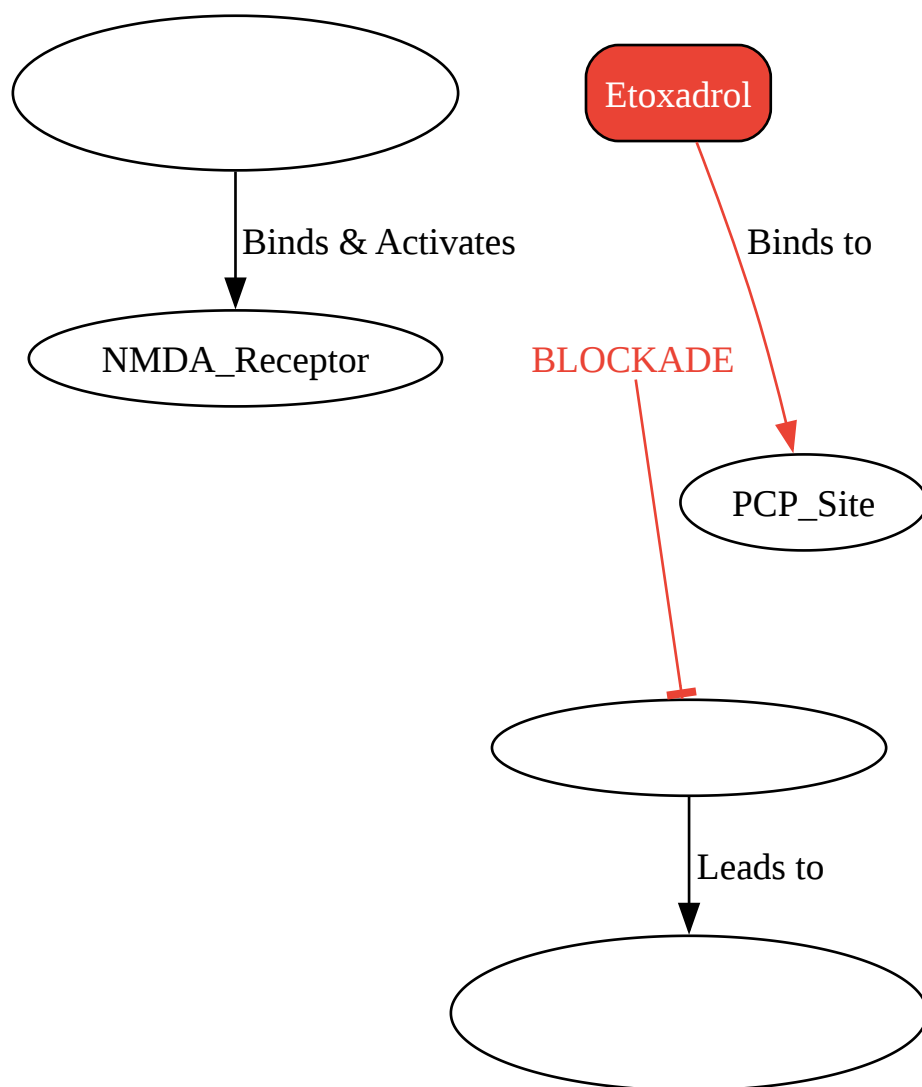 Etoxadrol
Binds & Activates
Binds to
NMDA_Receptor
BLOCKADE
PCP_Site
Leads to